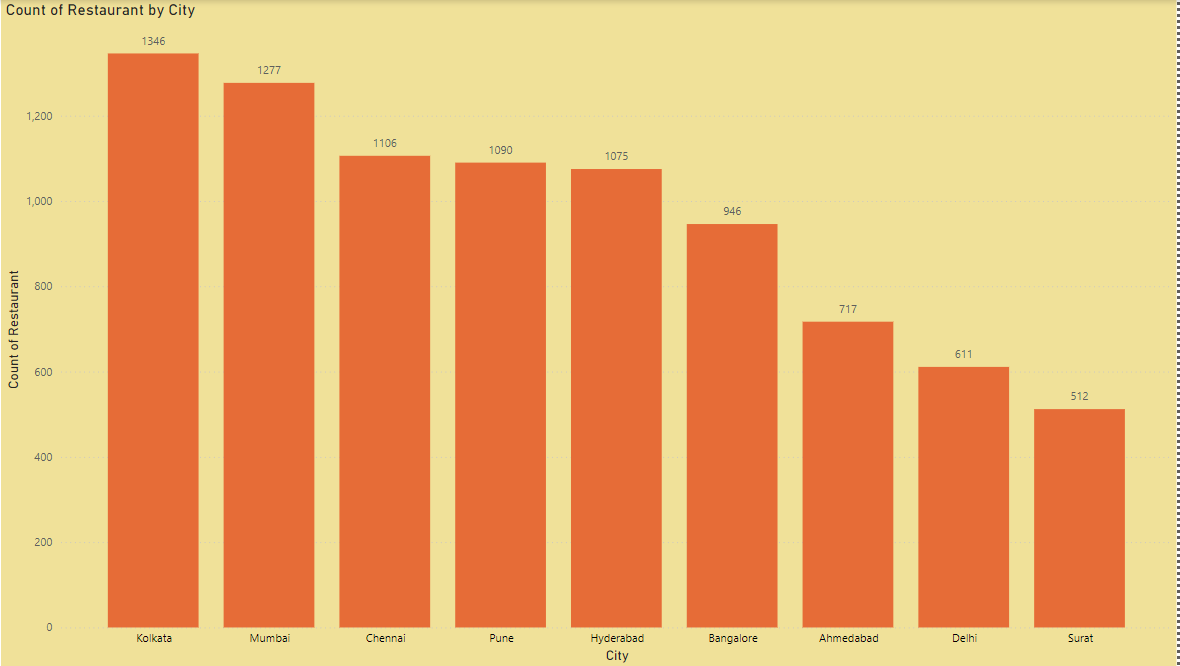 Count of Restaurant by City
Count of Restaurant
1,200
1,000
800
600
400
200
0
1346
1277
1106
1090
1075
946
717
611
512
Kolkata
Mumbai
Chennai
Pune
Hyderabad
Bangalore
Ahmedabad
Delhi
Surat
City